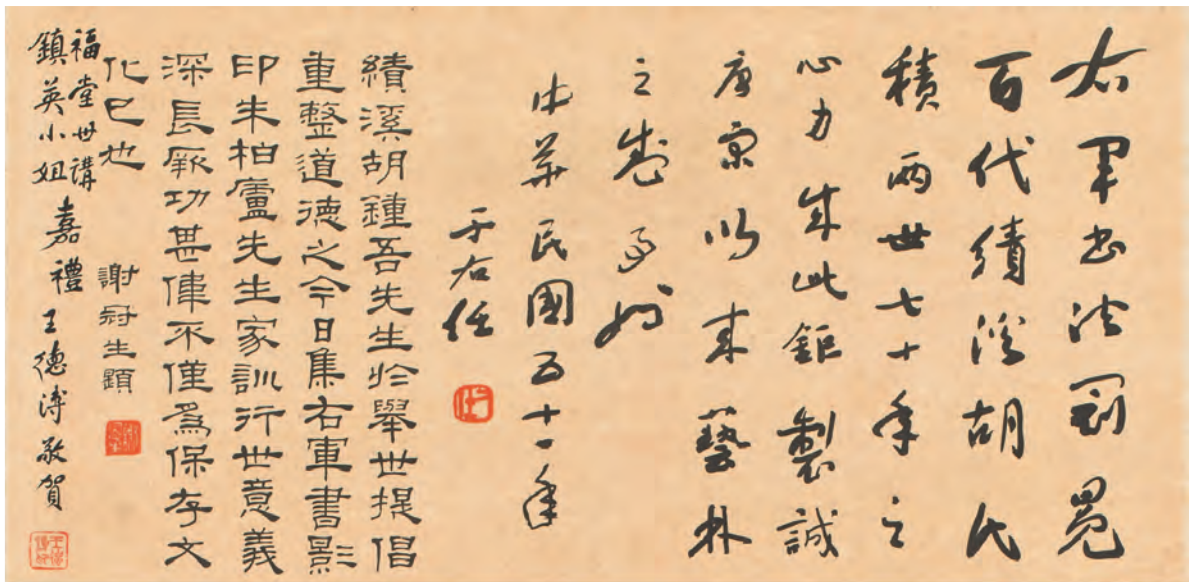 右軍書法冠冕
百代績溪胡氏
積兩世七十年之
心力成此鉅製誠
唐宋以來藝林
之盛事也
中華民國五十一年
于右任
績溪胡鍾吾先生於舉世提倡
重整道德之今日集右軍書影
印朱柏廬先生家訓行世意義
深長厥功甚偉不僅為保存文
化已也
謝冠生題
福堂世講
鎮英小姐
嘉禮 王德溥敬賀